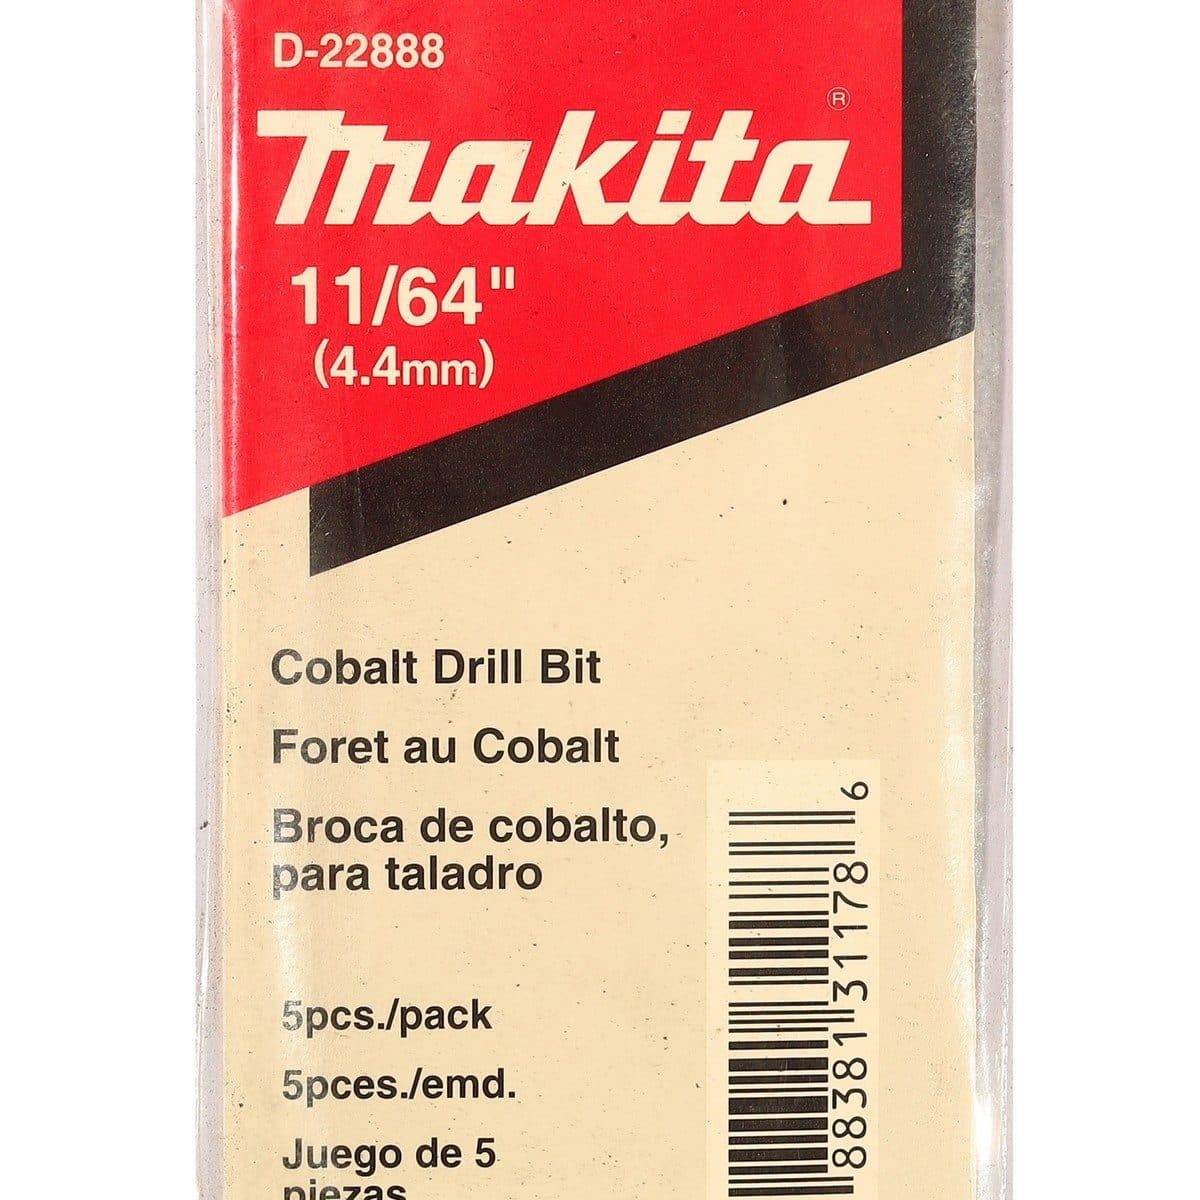 D-22888
makita®
11/64"
(4.4mm)
Cobalt Drill Bit
Foret au Cobalt
Broca de cobalto,
para taladro
5pcs./pack
5pces./emd.
Juego de 5
piezas
88381 31178 6